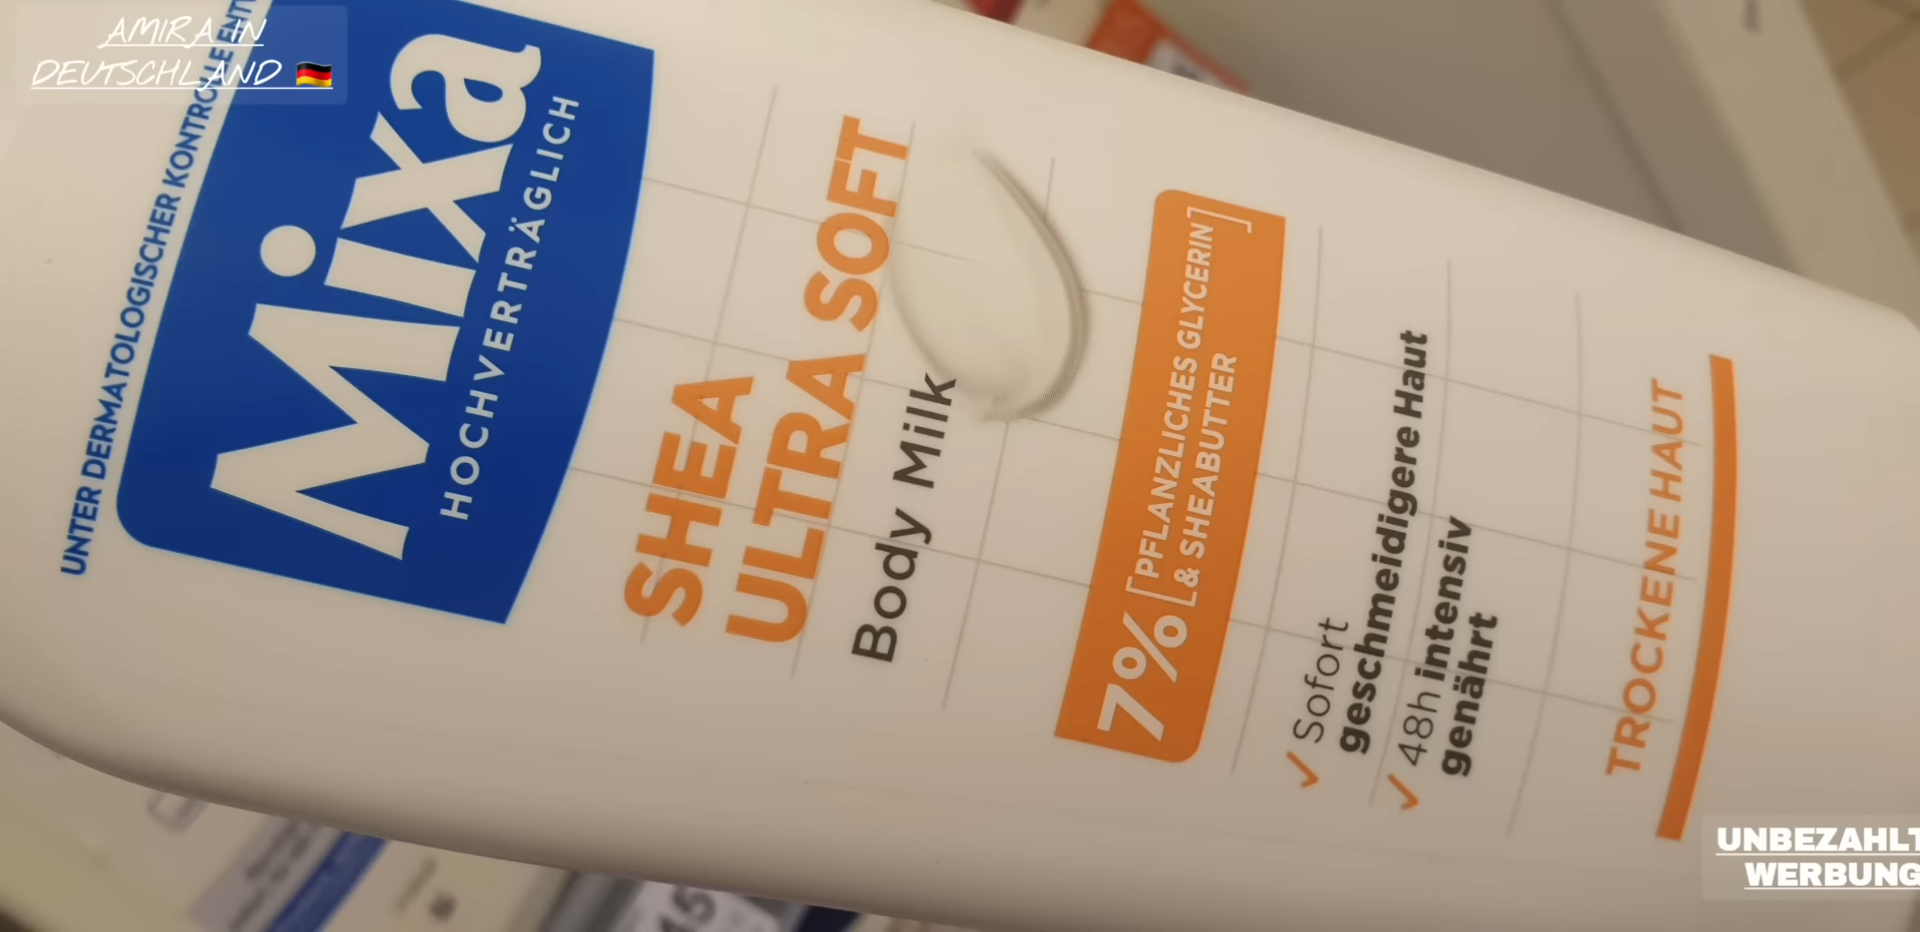 AMIRA IN
DEUTSCHLAND 🇩🇪
UNTER DERMATOLOGISCHER KONTROLLE
Mixa
HOCHVERTRÄGLICH
SHEA
ULTRA SOFT
Body Milk
7% [PFLANZLICHES GLYCERIN]
& SHEABUTTER
✓ Sofort
geschmeidigere Haut
✓ 48h intensiv
genährt
TROCKENE HAUT
15
UNBEZAHLT
WERBUNG